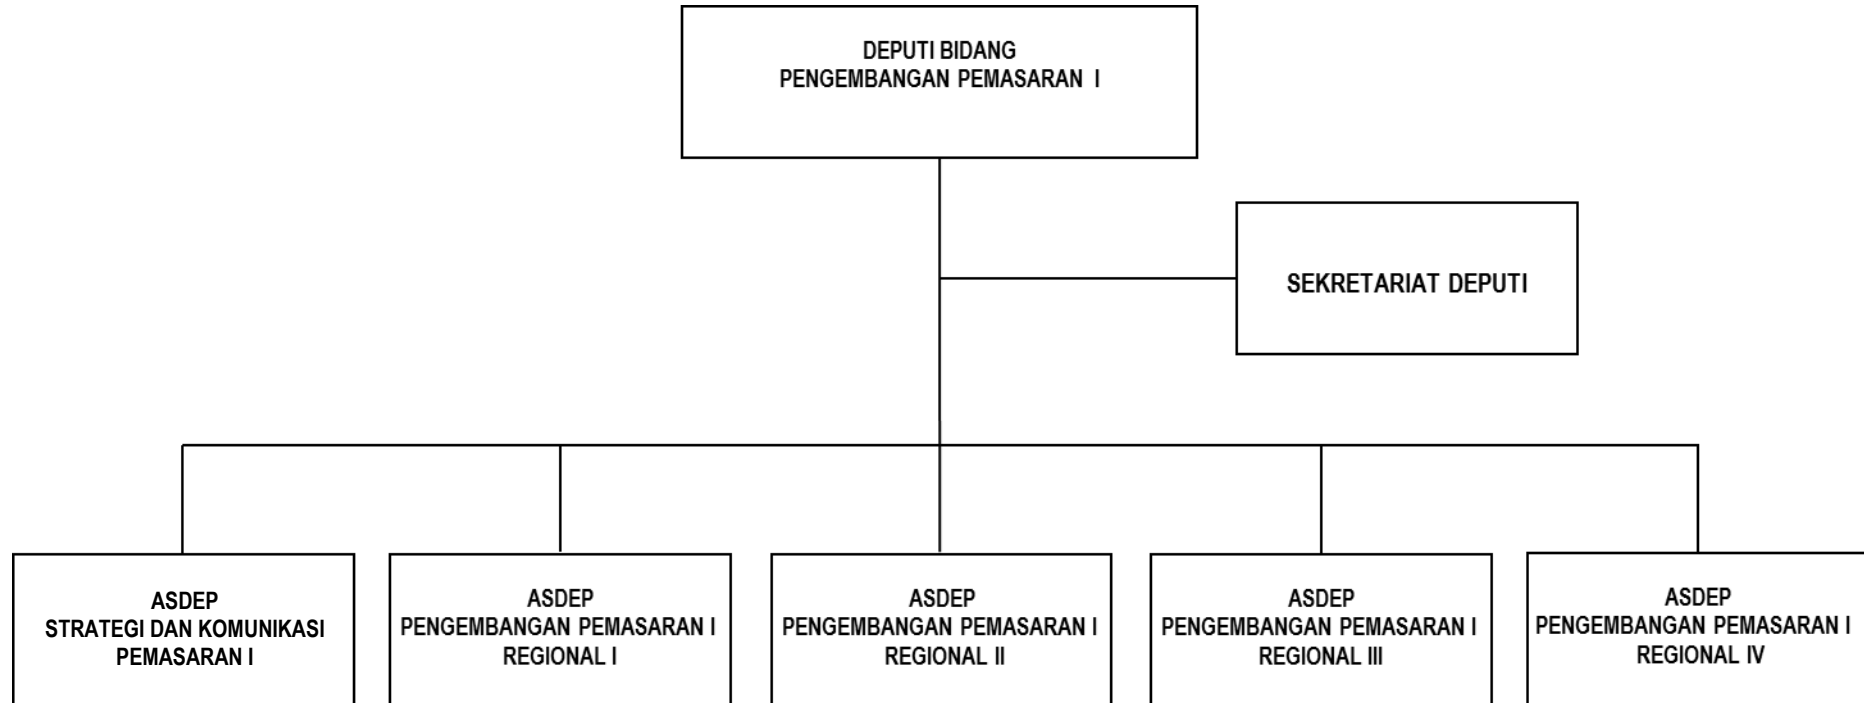 DEPUTI BIDANG
PENGEMBANGAN PEMASARAN I
SEKRETARIAT DEPUTI
ASDEP
STRATEGI DAN KOMUNIKASI
PEMASARAN I
ASDEP
PENGEMBANGAN PEMASARAN I
REGIONAL I
ASDEP
PENGEMBANGAN PEMASARAN I
REGIONAL II
ASDEP
PENGEMBANGAN PEMASARAN I
REGIONAL III
ASDEP
PENGEMBANGAN PEMASARAN I
REGIONAL IV